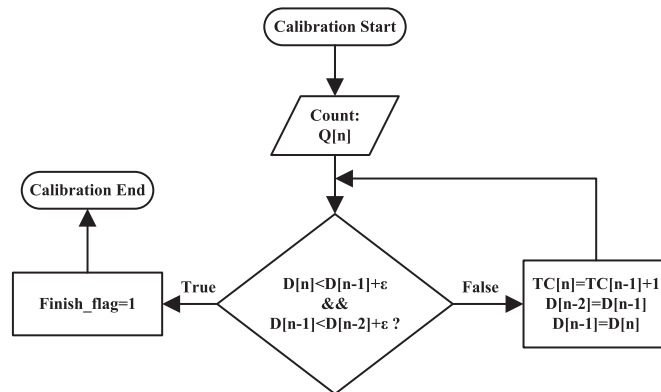 Calibration Start
Count:
Q[n]
Calibration End
D[n]<D[n-1]+ε
&&
D[n-1]<D[n-2]+ε ?
True
False
Finish_flag=1
TC[n]=TC[n-1]+1
D[n-2]=D[n-1]
D[n-1]=D[n]